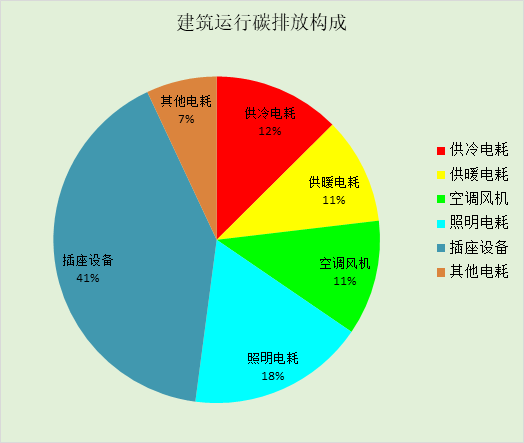 建筑运行碳排放构成
其他电耗
7%
供冷电耗
12%
供暖电耗
11%
空调风机
11%
照明电耗
18%
插座设备
41%
供冷电耗
供暖电耗
空调风机
照明电耗
插座设备
其他电耗